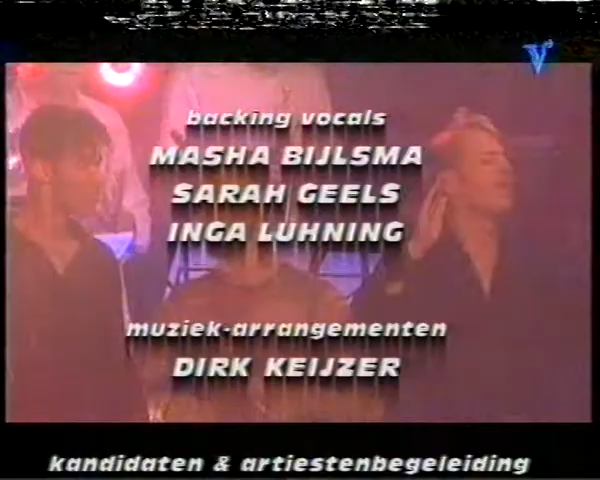 V
backing vocals
MASHA BIJLSMA
SARAH GEELS
INGA LUHNING
muziek-arrangementen
DIRK KEIJZER
kandidaten & artiestenbegeleiding